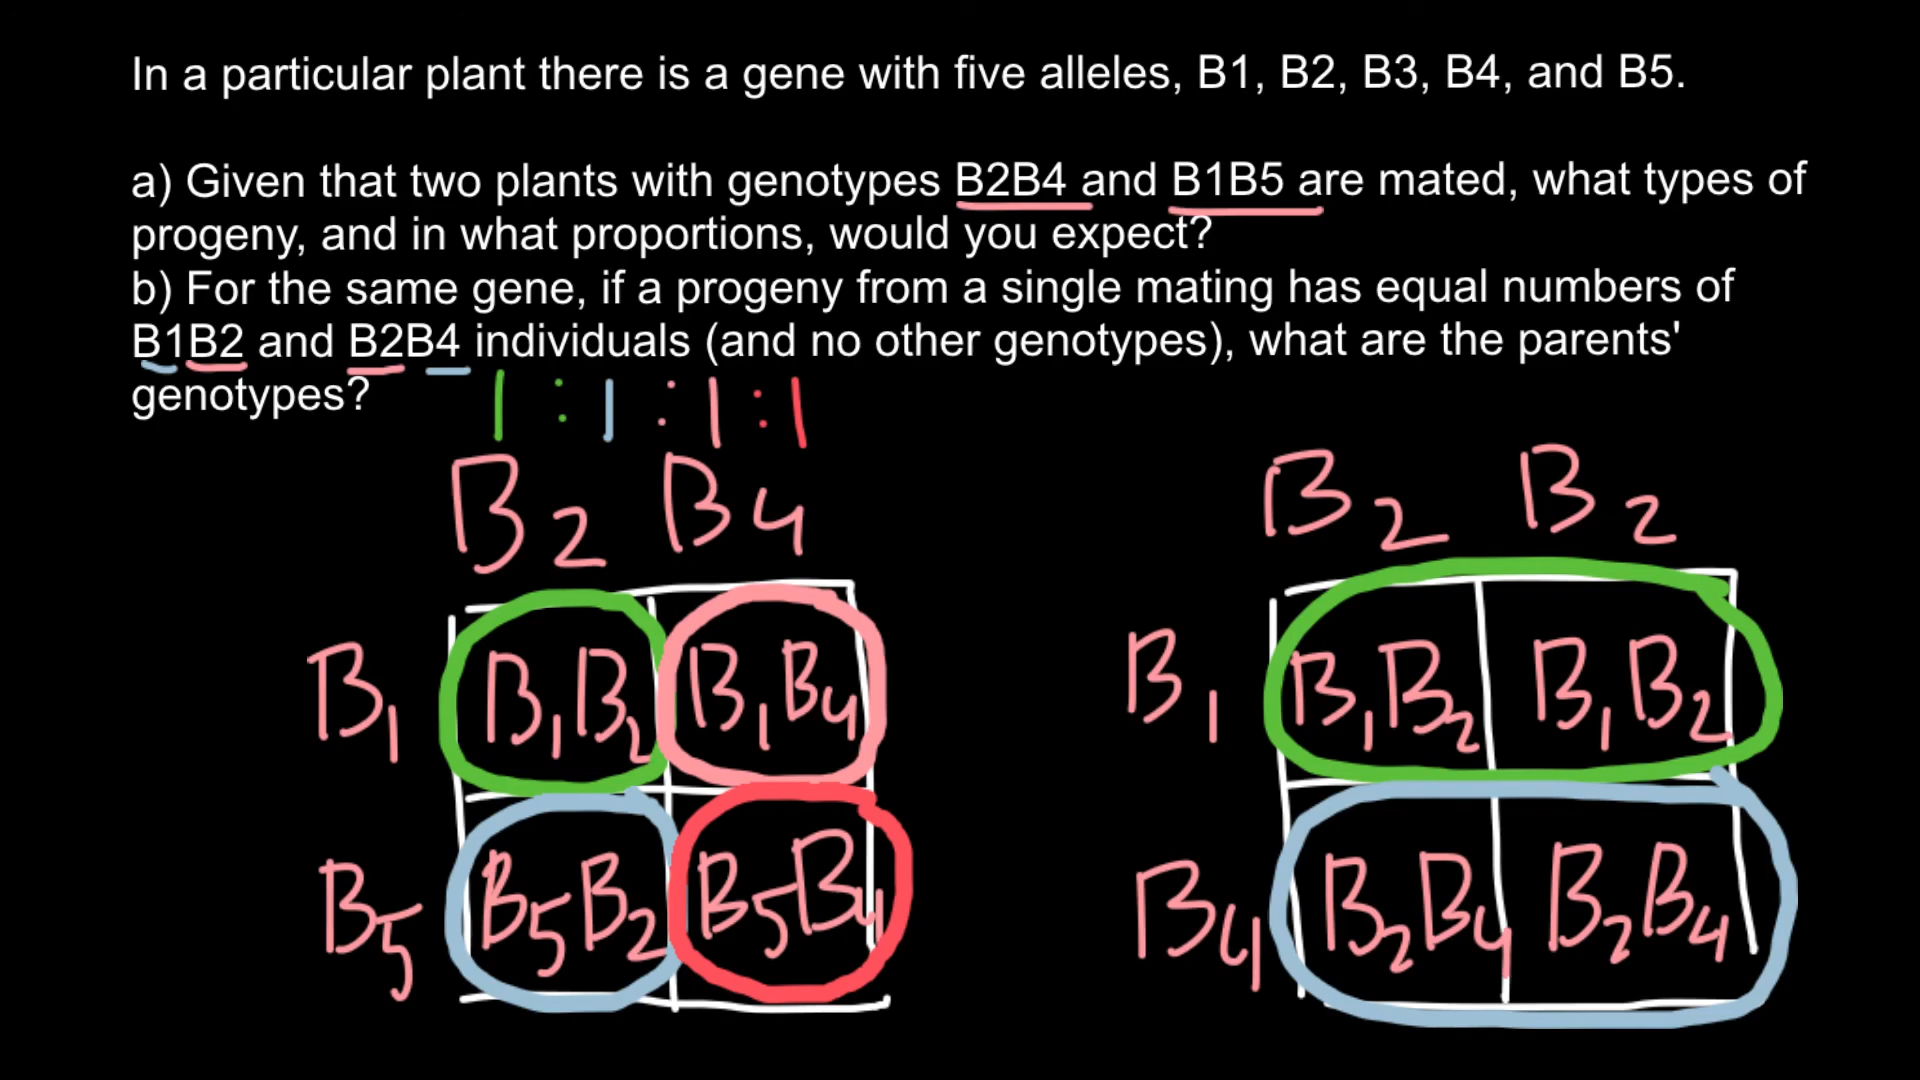 In a particular plant there is a gene with five alleles, B1, B2, B3, B4, and B5.
a) Given that two plants with genotypes B2B4 and B1B5 are mated, what types of
progeny, and in what proportions, would you expect?
b) For the same gene, if a progeny from a single mating has equal numbers of
B1B2 and B2B4 individuals (and no other genotypes), what are the parents'
genotypes?
1 : 1 : 1 : 1
B2 B4
B1 B1B2 B1B4
B5 B5B2 B5B4
B2 B2
B1 B1B2 B1B2
B4 B2B4 B2B4